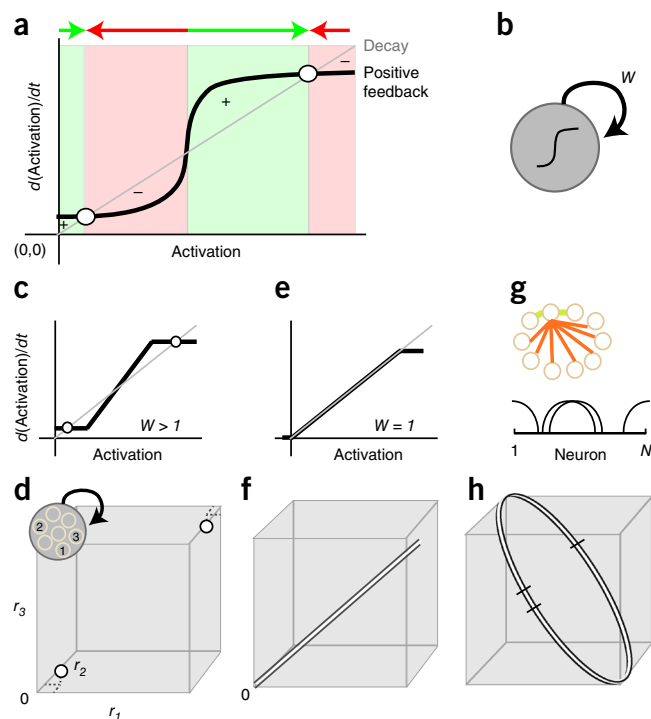 a
Decay
Positive
feedback
d(Activation)/dt
+
–
+
–
(0,0)
Activation
b
W
c
d(Activation)/dt
W > 1
Activation
e
W = 1
Activation
g
1
Neuron
N
d
2
3
1
r3
r2
0
r1
f
0
h